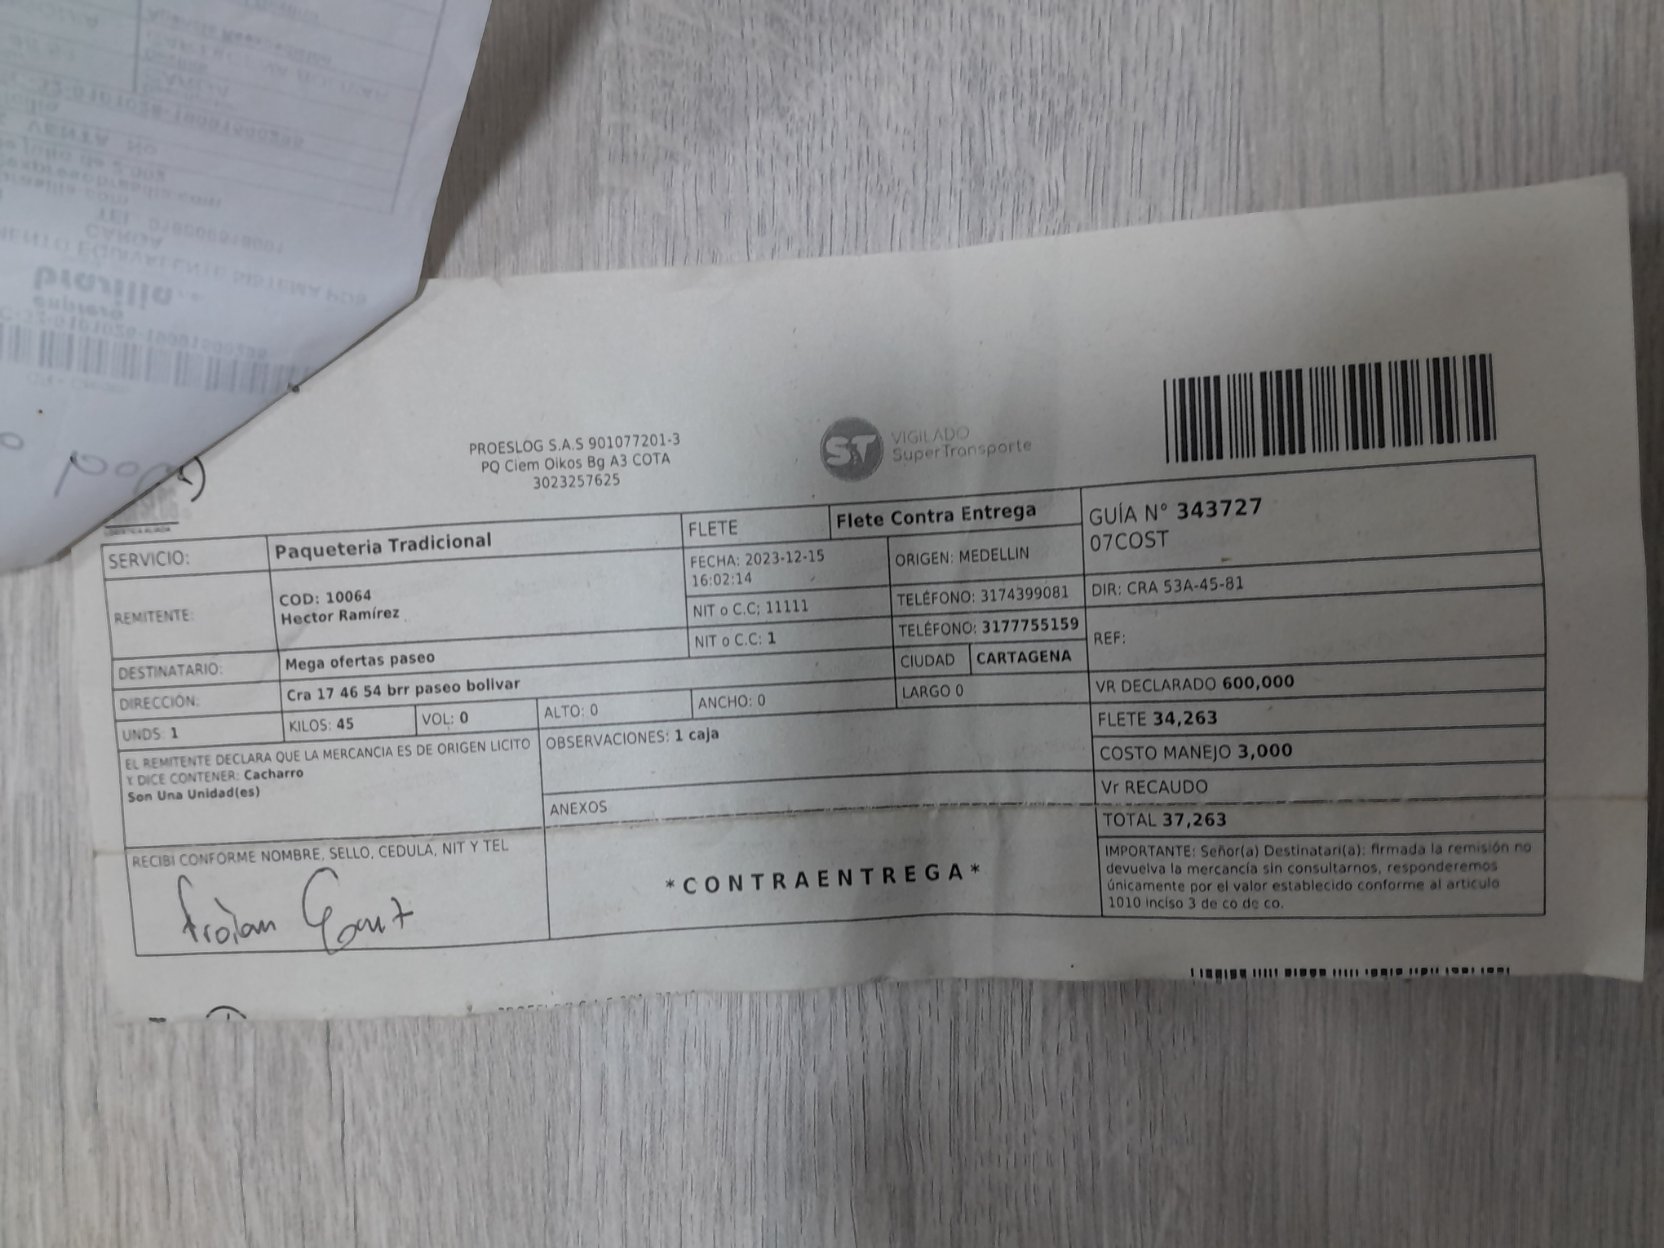 PROESLOG S.A.S 901077201-3
PQ Ciem Oikos Bg A3 COTA
3023257625
ST VIGILADO
SuperTransporte
SERVICIO: Paqueteria Tradicional FLETE Flete Contra Entrega
GUÍA N° 343727
07COST
REMITENTE: COD: 10064
Hector Ramírez
FECHA: 2023-12-15
16:02:14
ORIGEN: MEDELLIN
NIT o C.C: 11111 TELÉFONO: 3174399081 DIR: CRA 53A-45-81
DESTINATARIO: Mega ofertas paseo NIT o C.C: 1 TELÉFONO: 3177755159 REF:
DIRECCIÓN: Cra 17 46 54 brr paseo bolivar CIUDAD CARTAGENA
UNDS: 1 KILOS: 45 VOL: 0 ALTO: 0 ANCHO: 0 LARGO 0 VR DECLARADO 600,000
FLETE 34,263
COSTO MANEJO 3,000
Vr RECAUDO
TOTAL 37,263
EL REMITENTE DECLARA QUE LA MERCANCIA ES DE ORIGEN LICITO
Y DICE CONTENER: Cacharro
Son Una Unidad(es)
OBSERVACIONES: 1 caja
ANEXOS
RECIBI CONFORME NOMBRE, SELLO, CEDULA, NIT Y TEL
*CONTRAENTREGA*
IMPORTANTE: Señor(a) Destinatari(a): firmada la remisión no
devuelva la mercancía sin consultarnos, responderemos
únicamente por el valor establecido conforme al articulo
1010 inciso 3 de co de co.